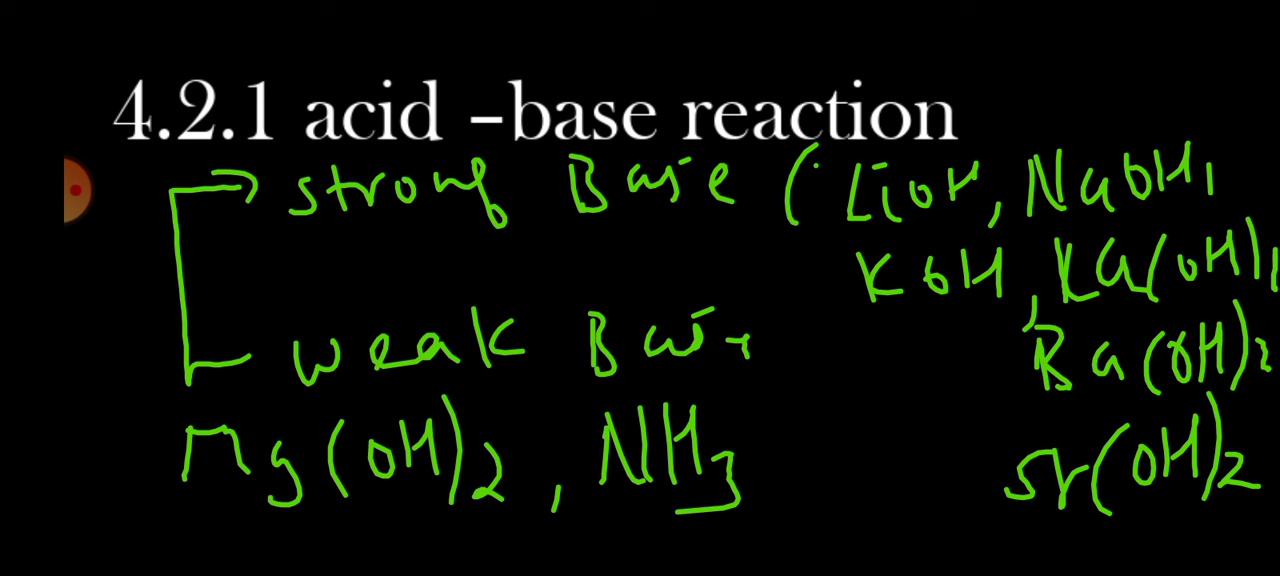 4.2.1 acid –base reaction
strong Base (LiOH, NaOH,
KOH, Ca(OH)2
weak Base
Ba(OH)2
Mg(OH)2, NH3
Sr(OH)2